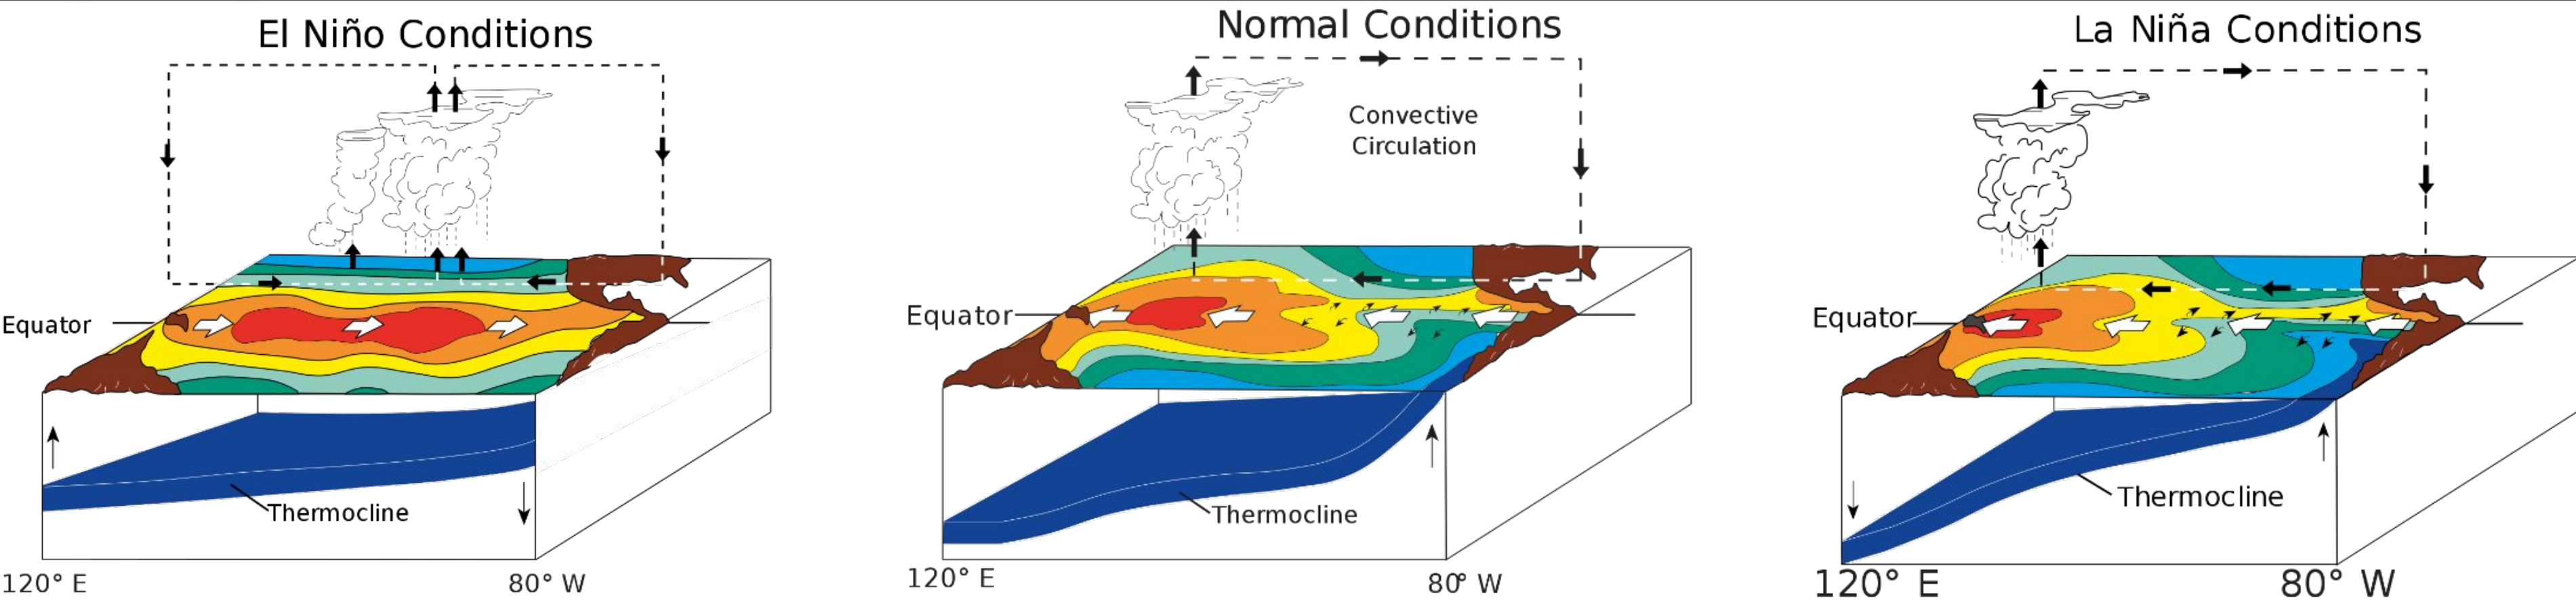 El Niño Conditions
Equator
Thermocline
120° E
80° W
Normal Conditions
Convective
Circulation
Equator
Thermocline
120° E
80° W
La Niña Conditions
Equator
Thermocline
120° E
80° W